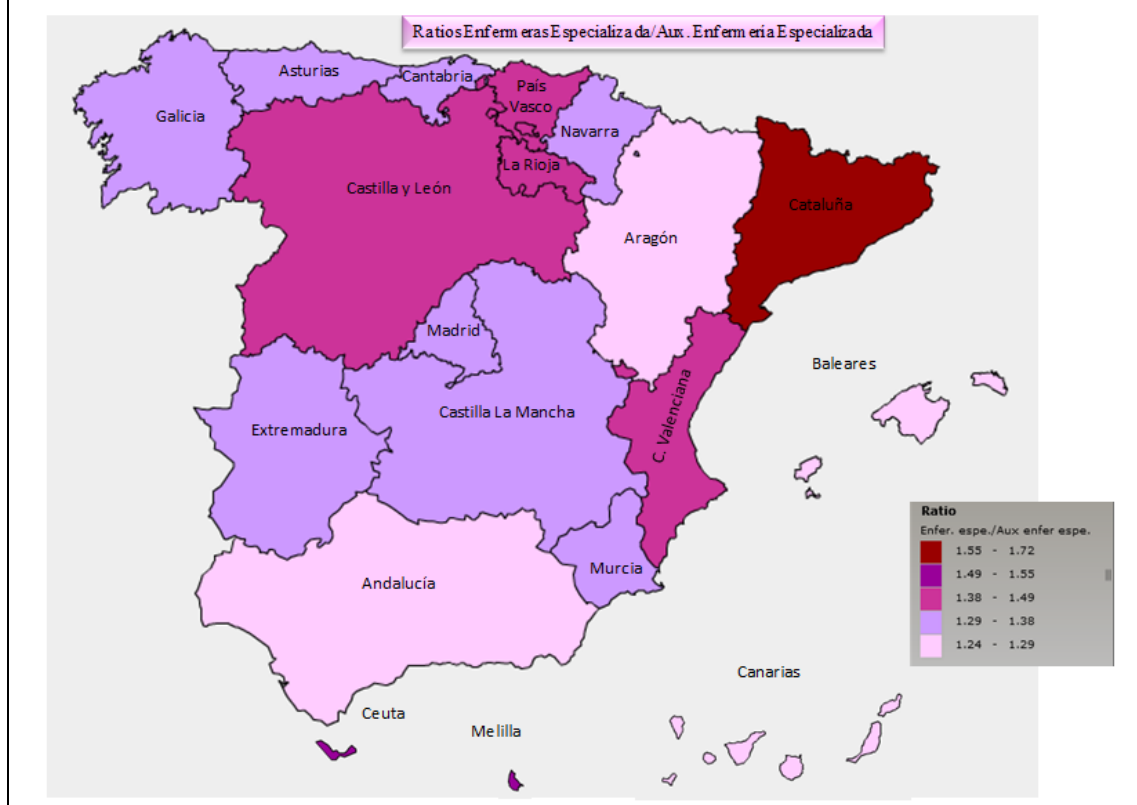 Ratios Enfermeras Especializada/Aux. Enfermería Especializada
Asturias
Cantabria
País
Vasco
Galicia
Navarra
La Rioja
Castilla y León
Cataluña
Aragón
Madrid
Baleares
Castilla La Mancha
C. Valenciana
Extremadura
Ratio
Enfer. espe./Aux enfer espe.
1.55 - 1.72
1.49 - 1.55
1.38 - 1.49
1.29 - 1.38
1.24 - 1.29
Murcia
Andalucía
Canarias
Ceuta
Melilla